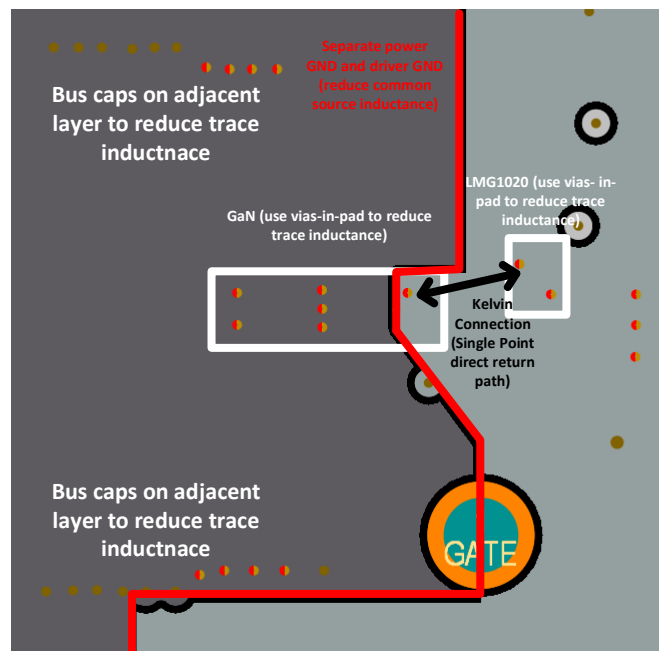 Separate power
GND and driver GND
(reduce common
source inductance)
Bus caps on adjacent
layer to reduce trace
inductnace
LMG1020 (use vias- in-
pad to reduce trace
inductance)
GaN (use vias-in-pad to reduce
trace inductance)
Kelvin
Connection
(Single Point
direct return
path)
Bus caps on adjacent
layer to reduce trace
inductnace
GATE